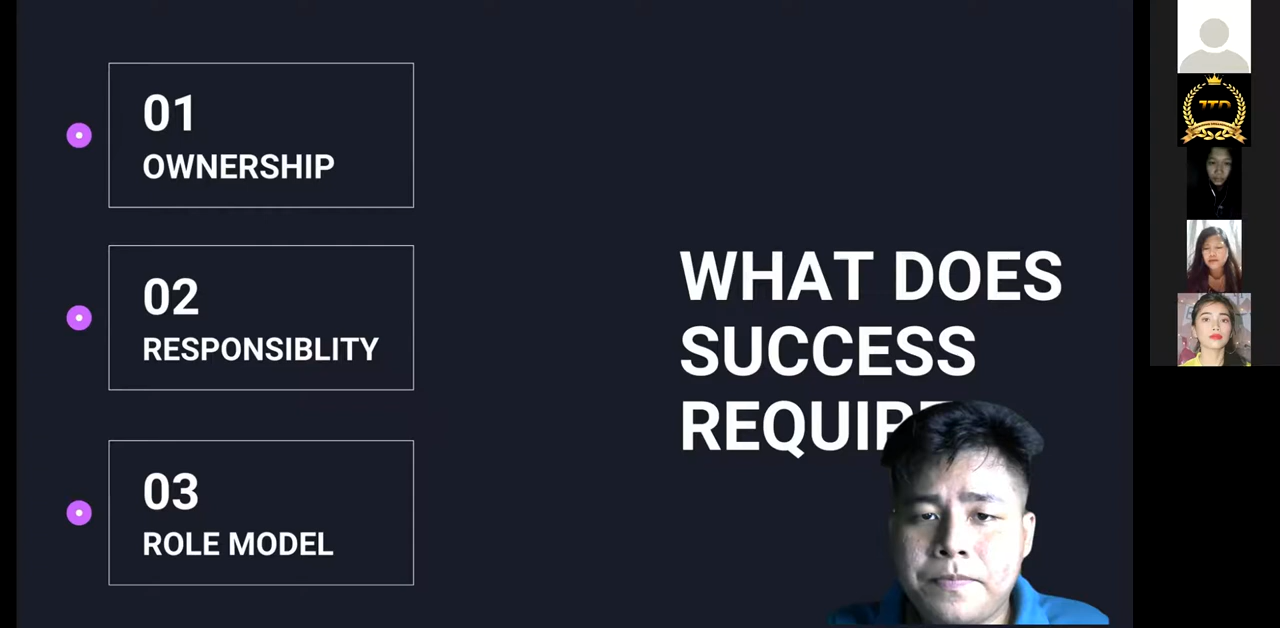 01
OWNERSHIP
02
RESPONSIBLITY
03
ROLE MODEL
WHAT DOES
SUCCESS